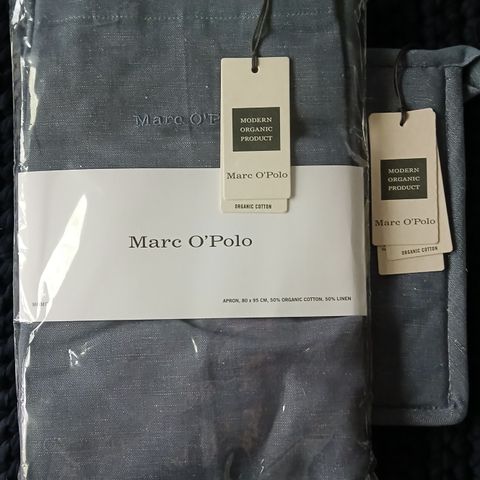 Marc O'P
MODERN
ORGANIC
PRODUCT
Marc O'Polo
ORGANIC COTTON
MODERN
ORGANIC
PRODUCT
Marc O'Polo
ORGANIC COTTON
Marc O'Polo
APRON, 80 x 95 CM, 50% ORGANIC COTTON, 50% LINEN